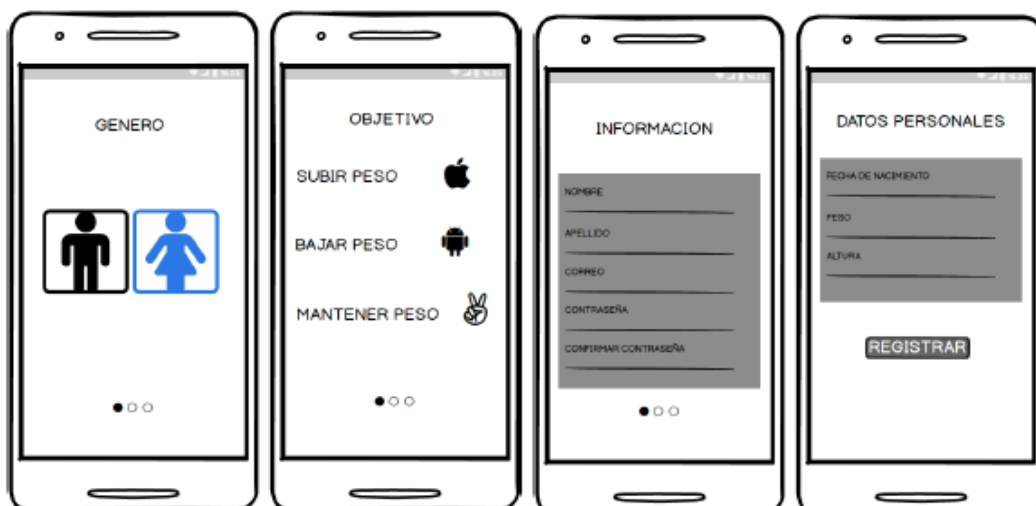 GENERO
OBJETIVO
SUBIR PESO
BAJAR PESO
MANTENER PESO
INFORMACION
NOMBRE
APELLIDO
CORREO
CONTRASEÑA
CONFIRMAR CONTRASEÑA
DATOS PERSONALES
FECHA DE NACIMIENTO
PESO
ALTURA
REGISTRAR